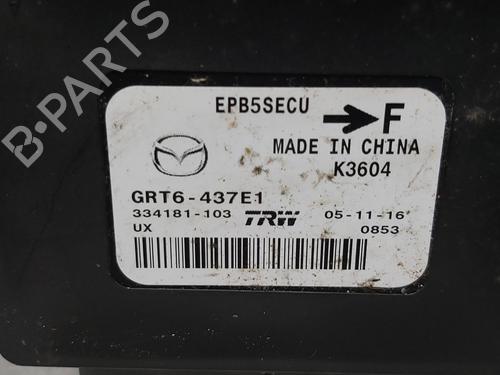 EPB5SECU
F
MADE IN CHINA
K3604
GRT6-437E1
334181-103 TRW 05-11-16
UX 0853
B-PARTS